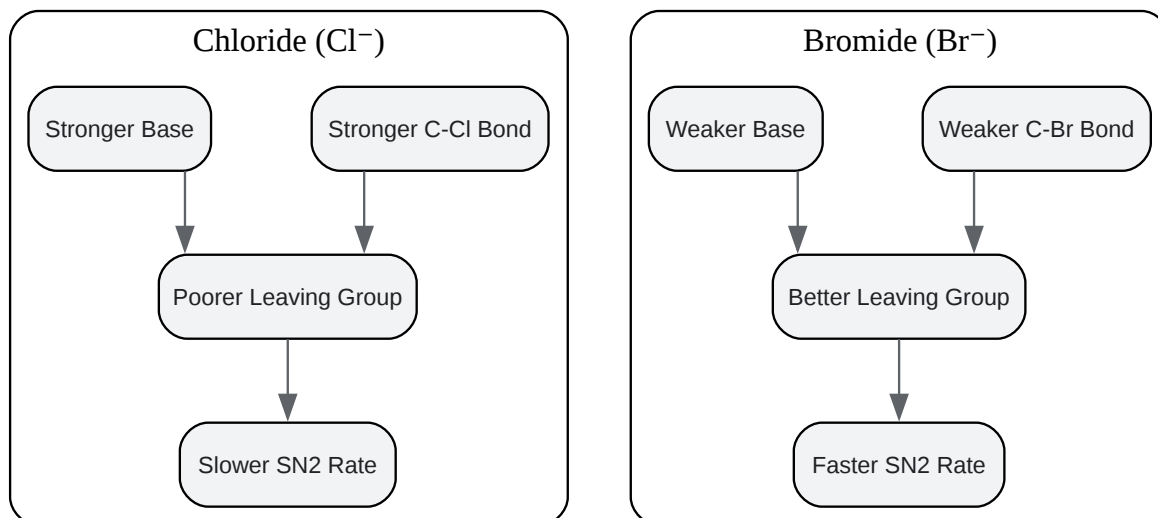 Chloride (Cl⁻)
Stronger Base
Stronger C-Cl Bond
Poorer Leaving Group
Slower SN2 Rate
Bromide (Br⁻)
Weaker Base
Weaker C-Br Bond
Better Leaving Group
Faster SN2 Rate